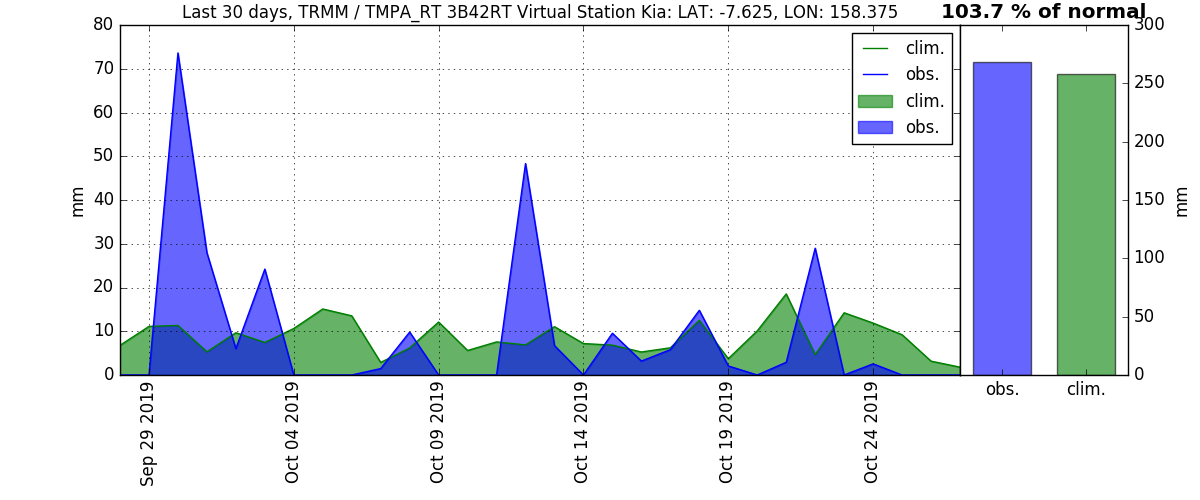 Last 30 days, TRMM / TMPA_RT 3B42RT Virtual Station Kia: LAT: -7.625, LON: 158.375
103.7 % of normal
80
70
60
50
40
30
20
10
0
mm
clim.
obs.
clim.
obs.
Sep 29 2019
Oct 04 2019
Oct 09 2019
Oct 14 2019
Oct 19 2019
Oct 24 2019
300
250
200
150
100
50
0
mm
obs.
clim.